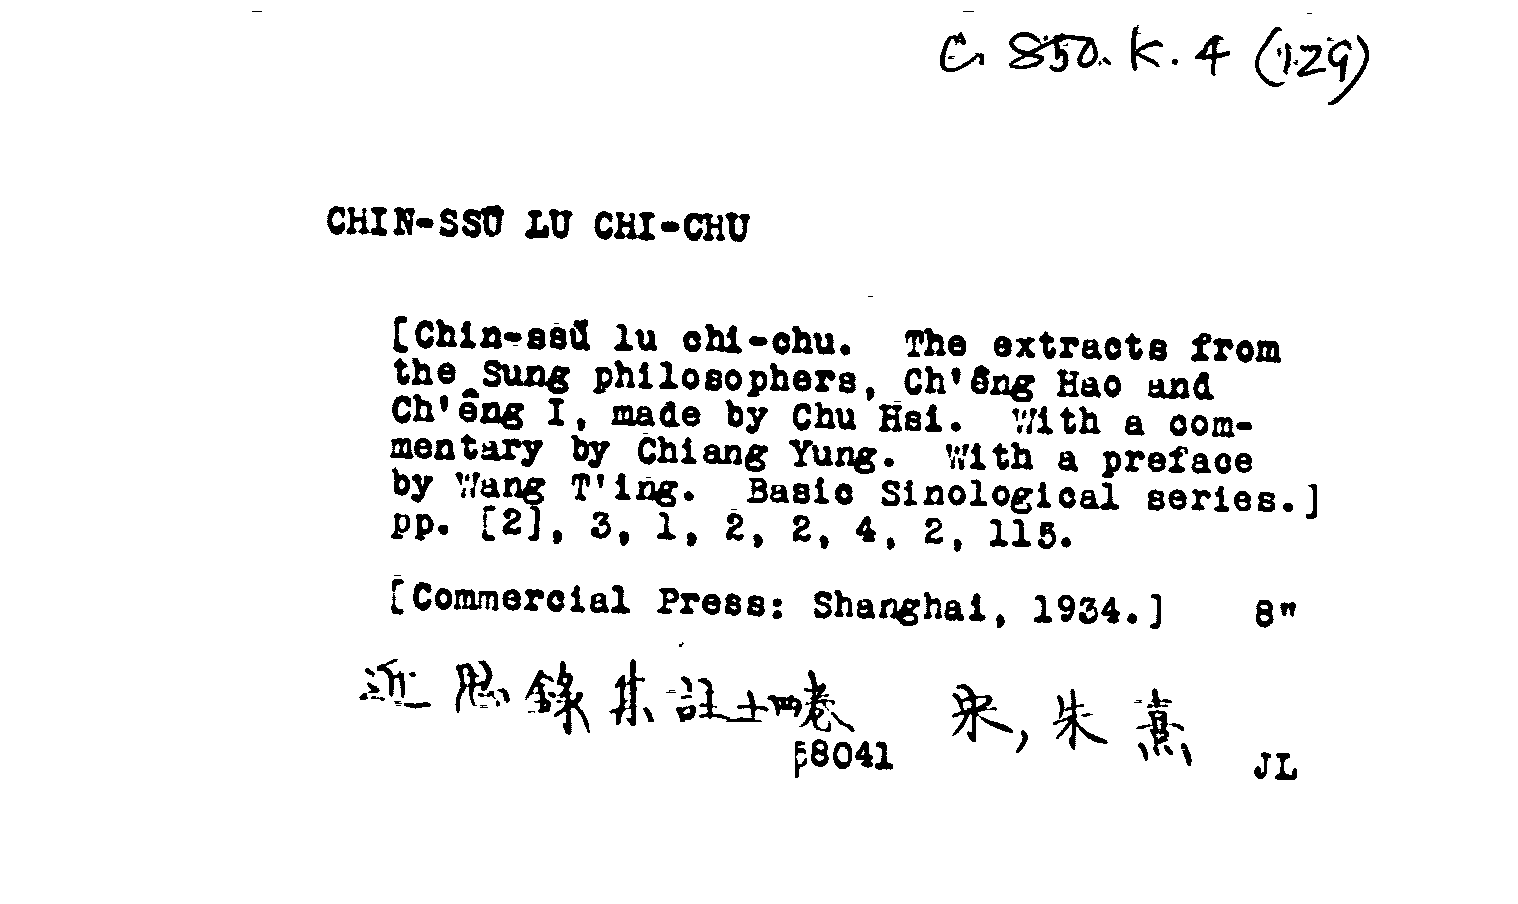 C. 850. K. 4 (129)
CHIN-SSŬ LU CHI-CHU
[Chin-ssŭ lu chi-chu. The extracts from
the Sung philosophers, Ch'êng Hao and
Ch'êng I, made by Chu Hsi. With a com-
mentary by Chiang Yung. With a preface
by Wang T'ing. Basic Sinological series.]
pp. [2], 3, 1, 2, 2, 4, 2, 115.
[Commercial Press: Shanghai, 1934.] 8"
近思錄集註十四卷 宋,朱熹
58041 JL